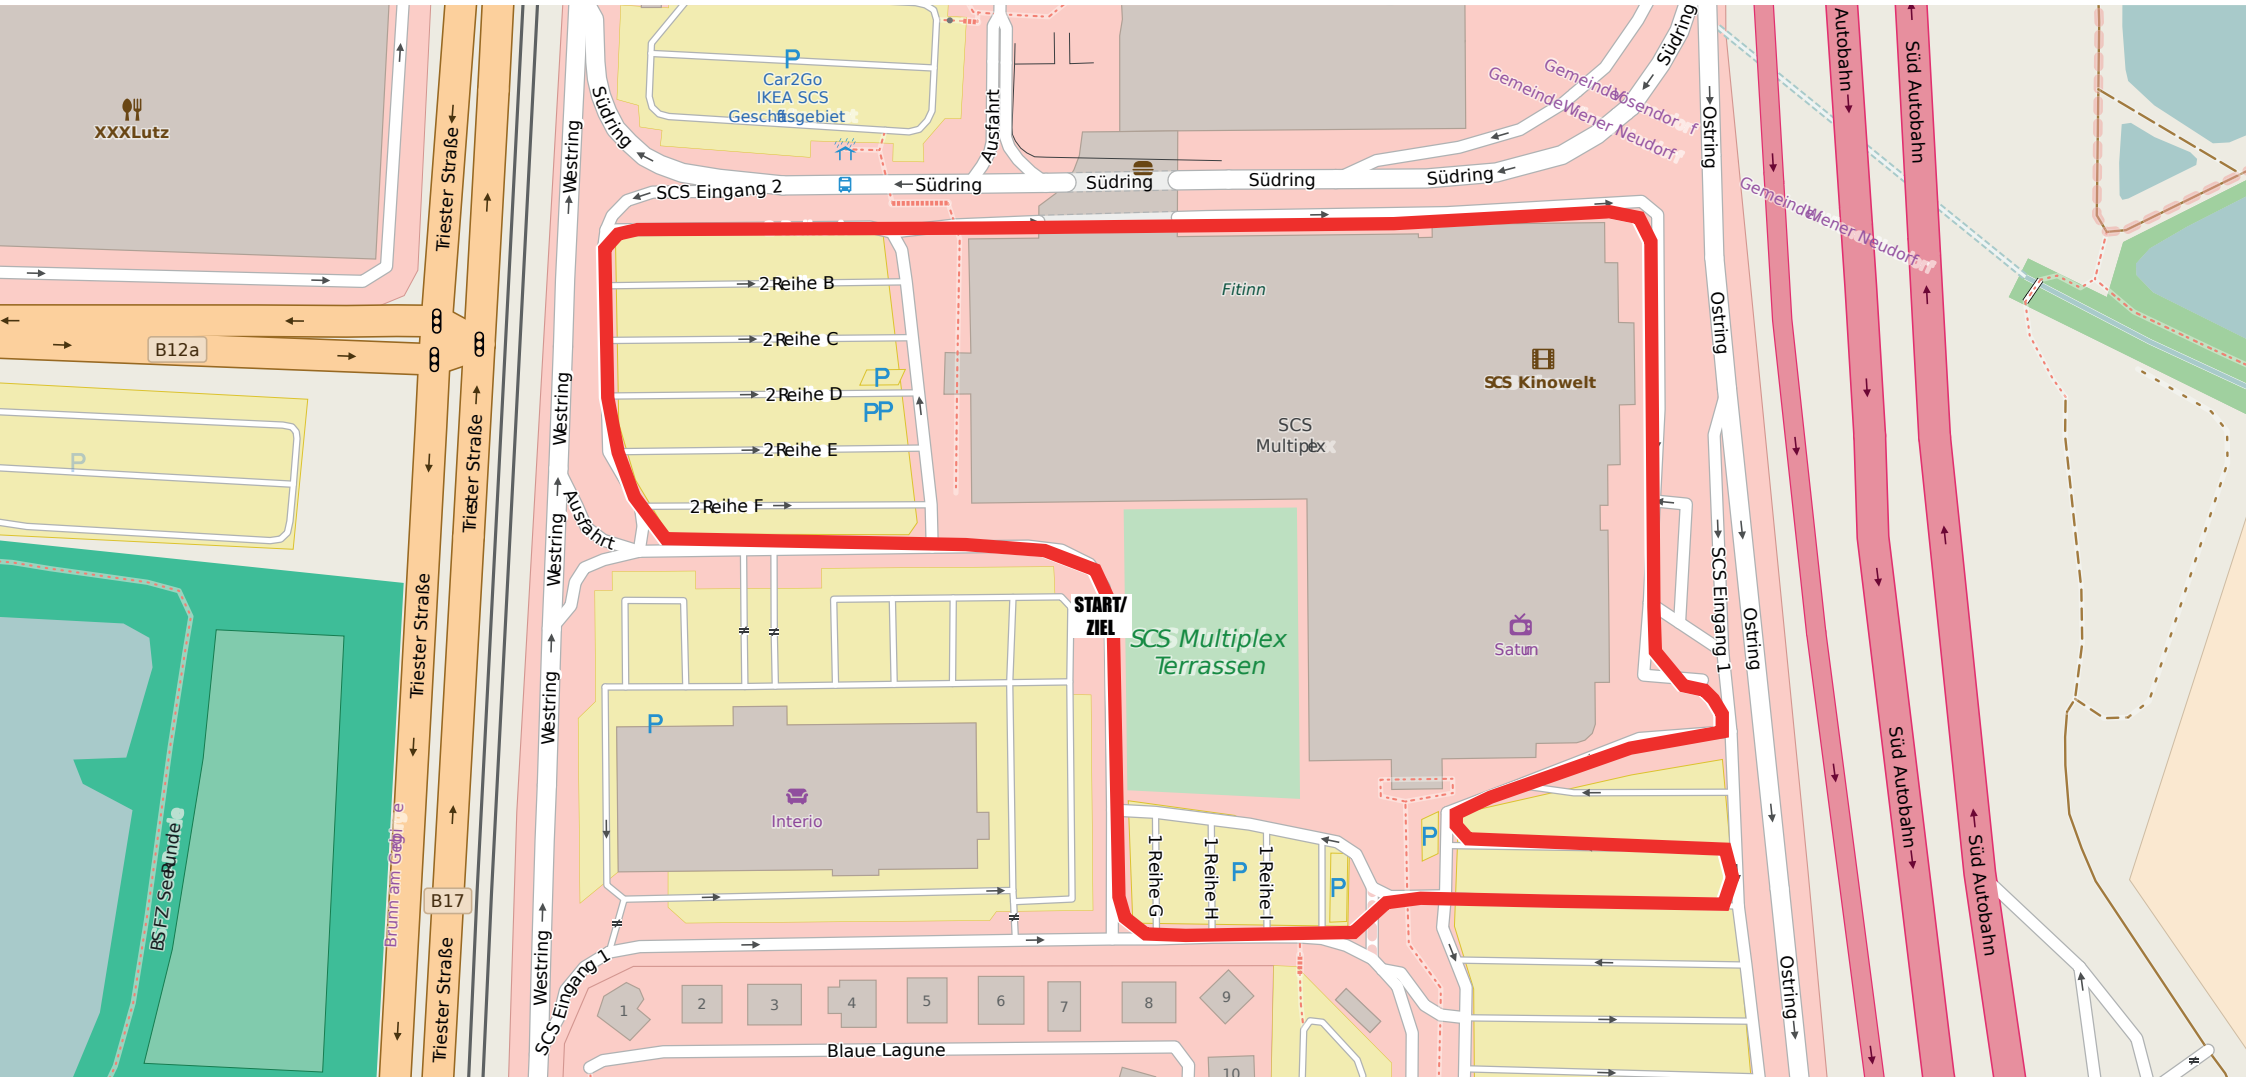 XXXLutz
Car2Go
IKEA SCS
Geschäftsgebiet
Südring
Ausfahrt
Westring
Triester Straße
SCS Eingang 2
Südring
Südring
Südring
Südring
Südring
Gemeinde Vösendorf
Gemeinde Wiener Neudorf
Ostring
Autobahn
Süd Autobahn
Gemeinde Wiener Neudorf
2 Reihe B
2 Reihe C
2 Reihe D
2 Reihe E
2 Reihe F
P
P P
P
Fitinn
SCS Kinowelt
SCS
Multiplex
B12a
P
Westring
Triester Straße
Ausfahrt
Westring
Ostring
SCS Eingang 1
Ostring
START/
ZIEL
SCS Multiplex
Terrassen
Saturn
Triester Straße
Westring
P
Interio
Süd Autobahn
Süd Autobahn
1 Reihe G
1 Reihe H
1 Reihe I
P
P
P
BSFZ SeeRunde
Brunn am Gebirge
B17
Triester Straße
Westring
SCS Eingang 1
Ostring
1
2
3
4
5
6
7
8
9
10
Blaue Lagune